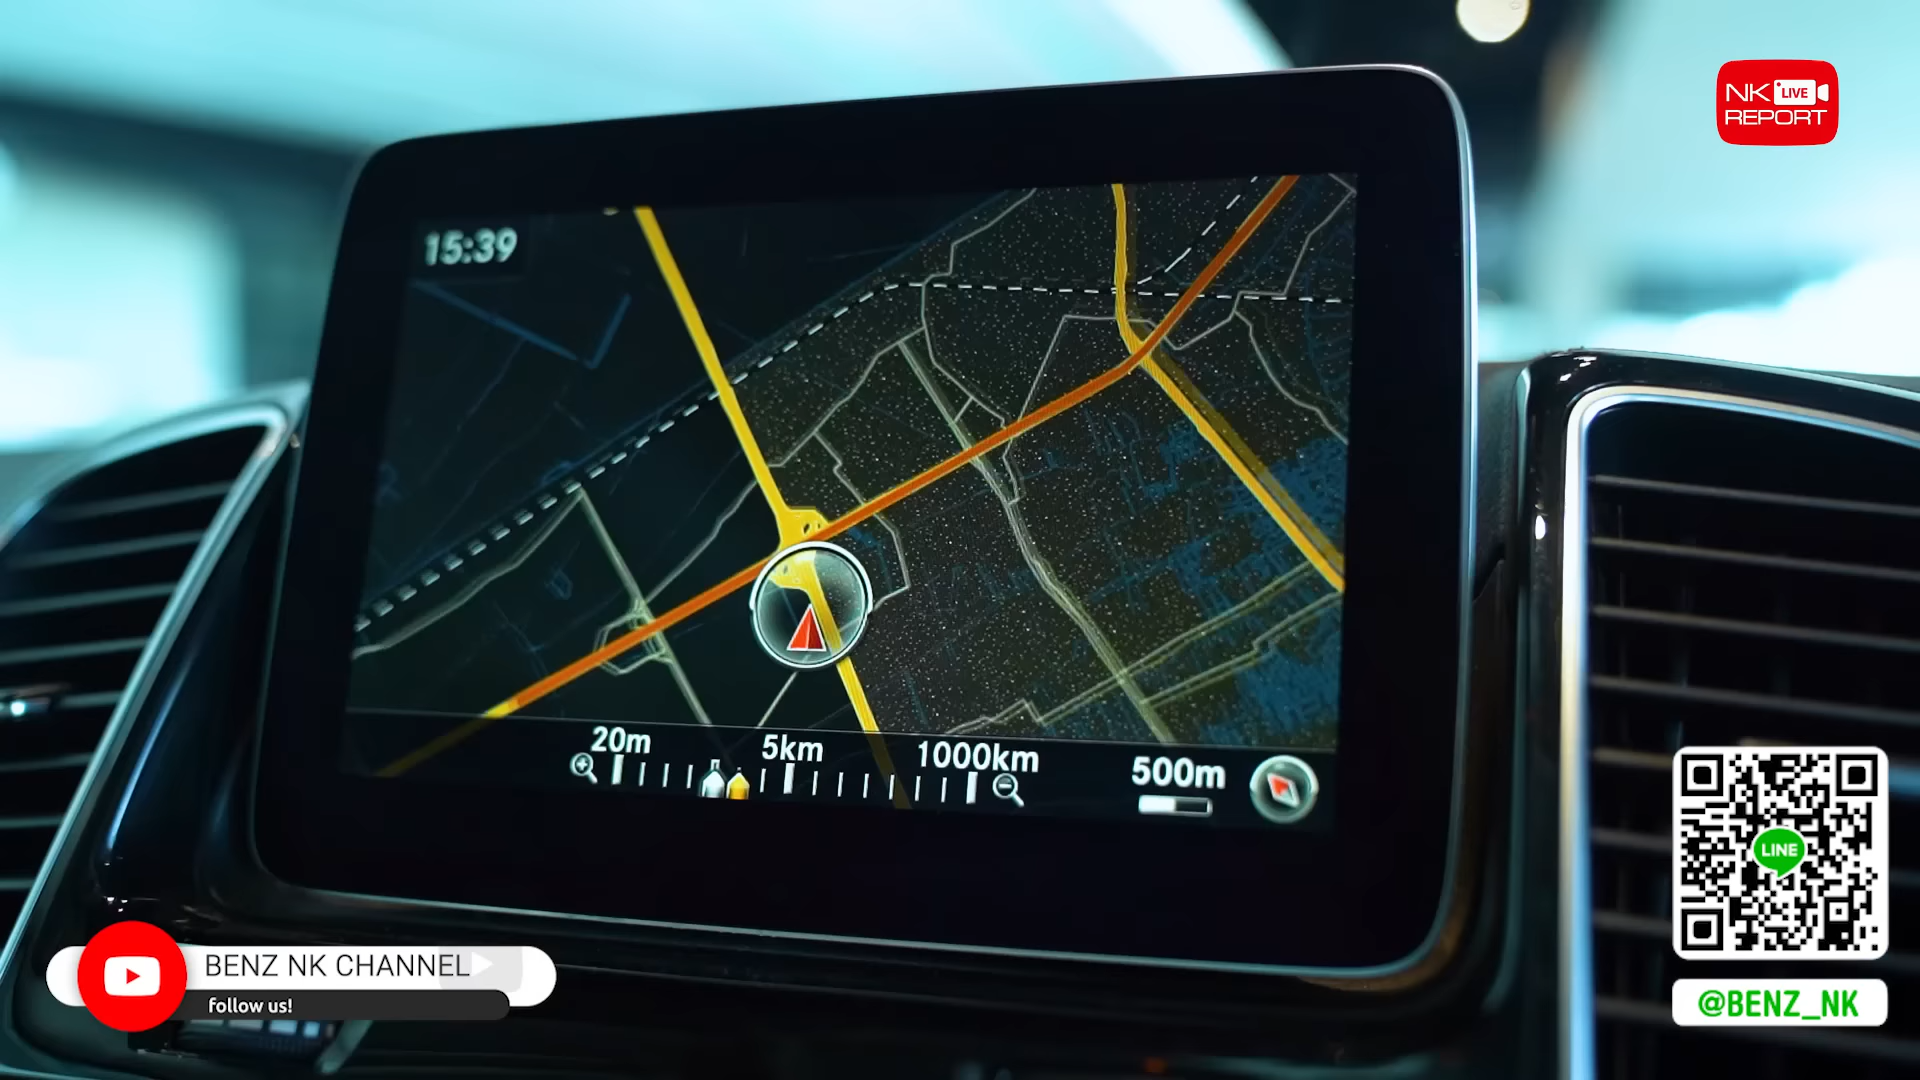 NK LIVE
REPORT
15:39
20m 5km 1000km 500m
LINE
BENZ NK CHANNEL
follow us!
@BENZ_NK